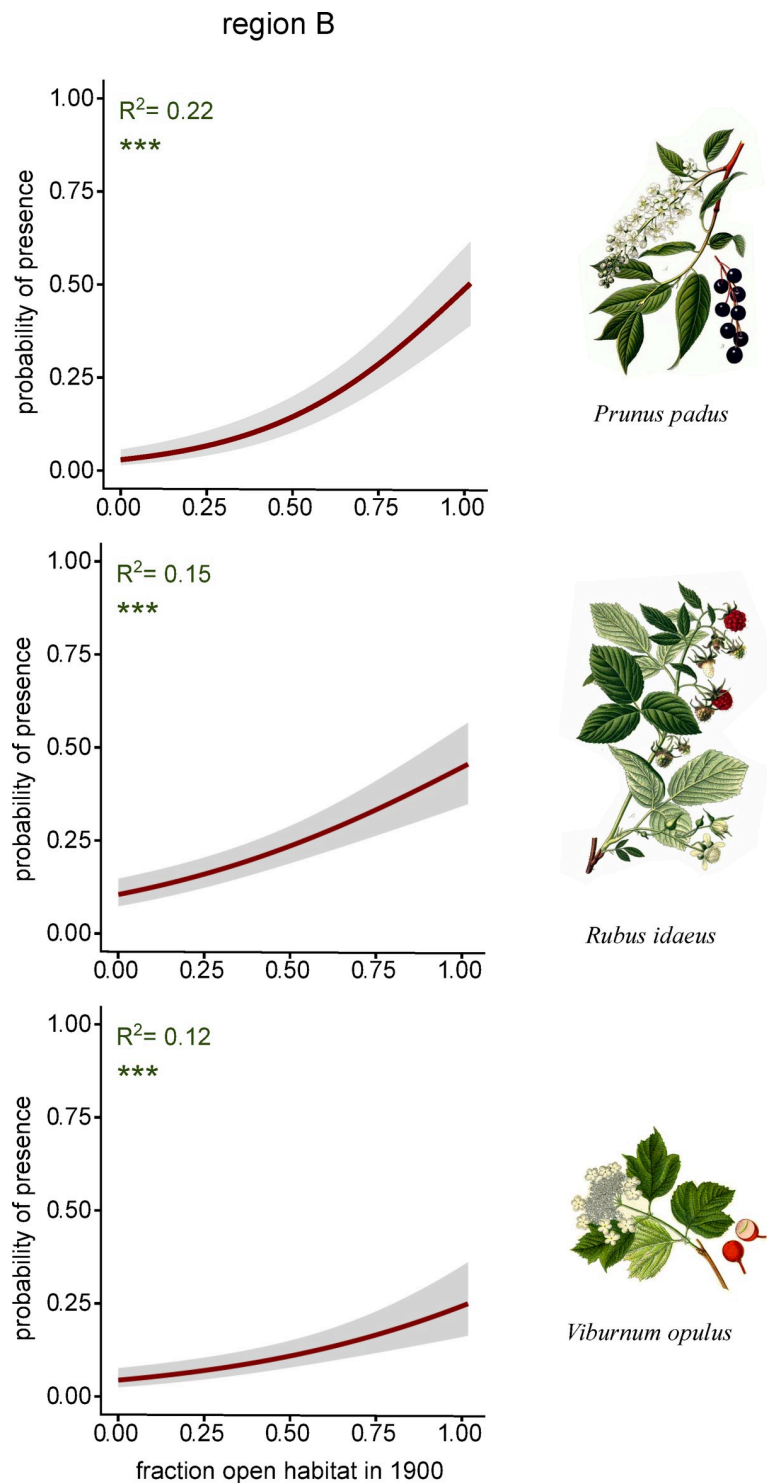 region B
R²= 0.22
***
1.00
0.75
0.50
0.25
0.00
probability of presence
0.00 0.25 0.50 0.75 1.00
Prunus padus
R²= 0.15
***
1.00
0.75
0.50
0.25
0.00
probability of presence
0.00 0.25 0.50 0.75 1.00
Rubus idaeus
R²= 0.12
***
1.00
0.75
0.50
0.25
0.00
probability of presence
0.00 0.25 0.50 0.75 1.00
Viburnum opulus
fraction open habitat in 1900